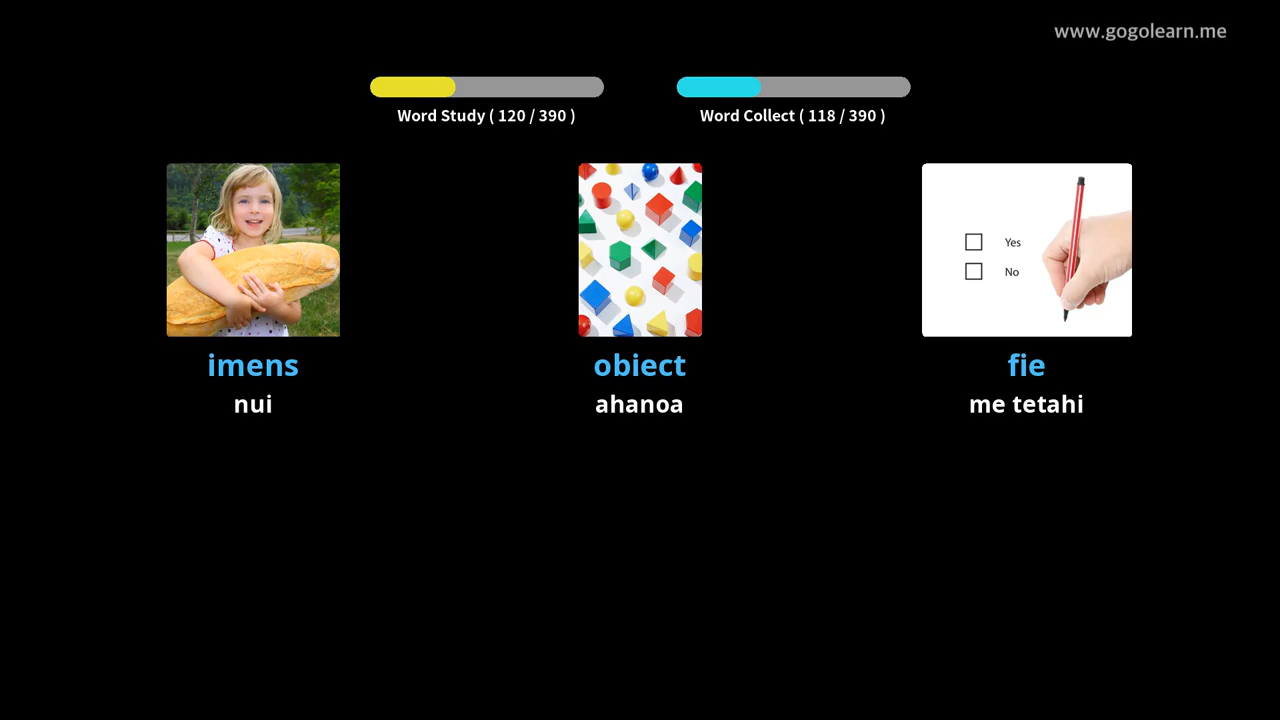 www.gogolearn.me
Word Study ( 120 / 390 )
Word Collect ( 118 / 390 )
Yes
No
imens
obiect
fie
nui
ahanoa
me tetahi